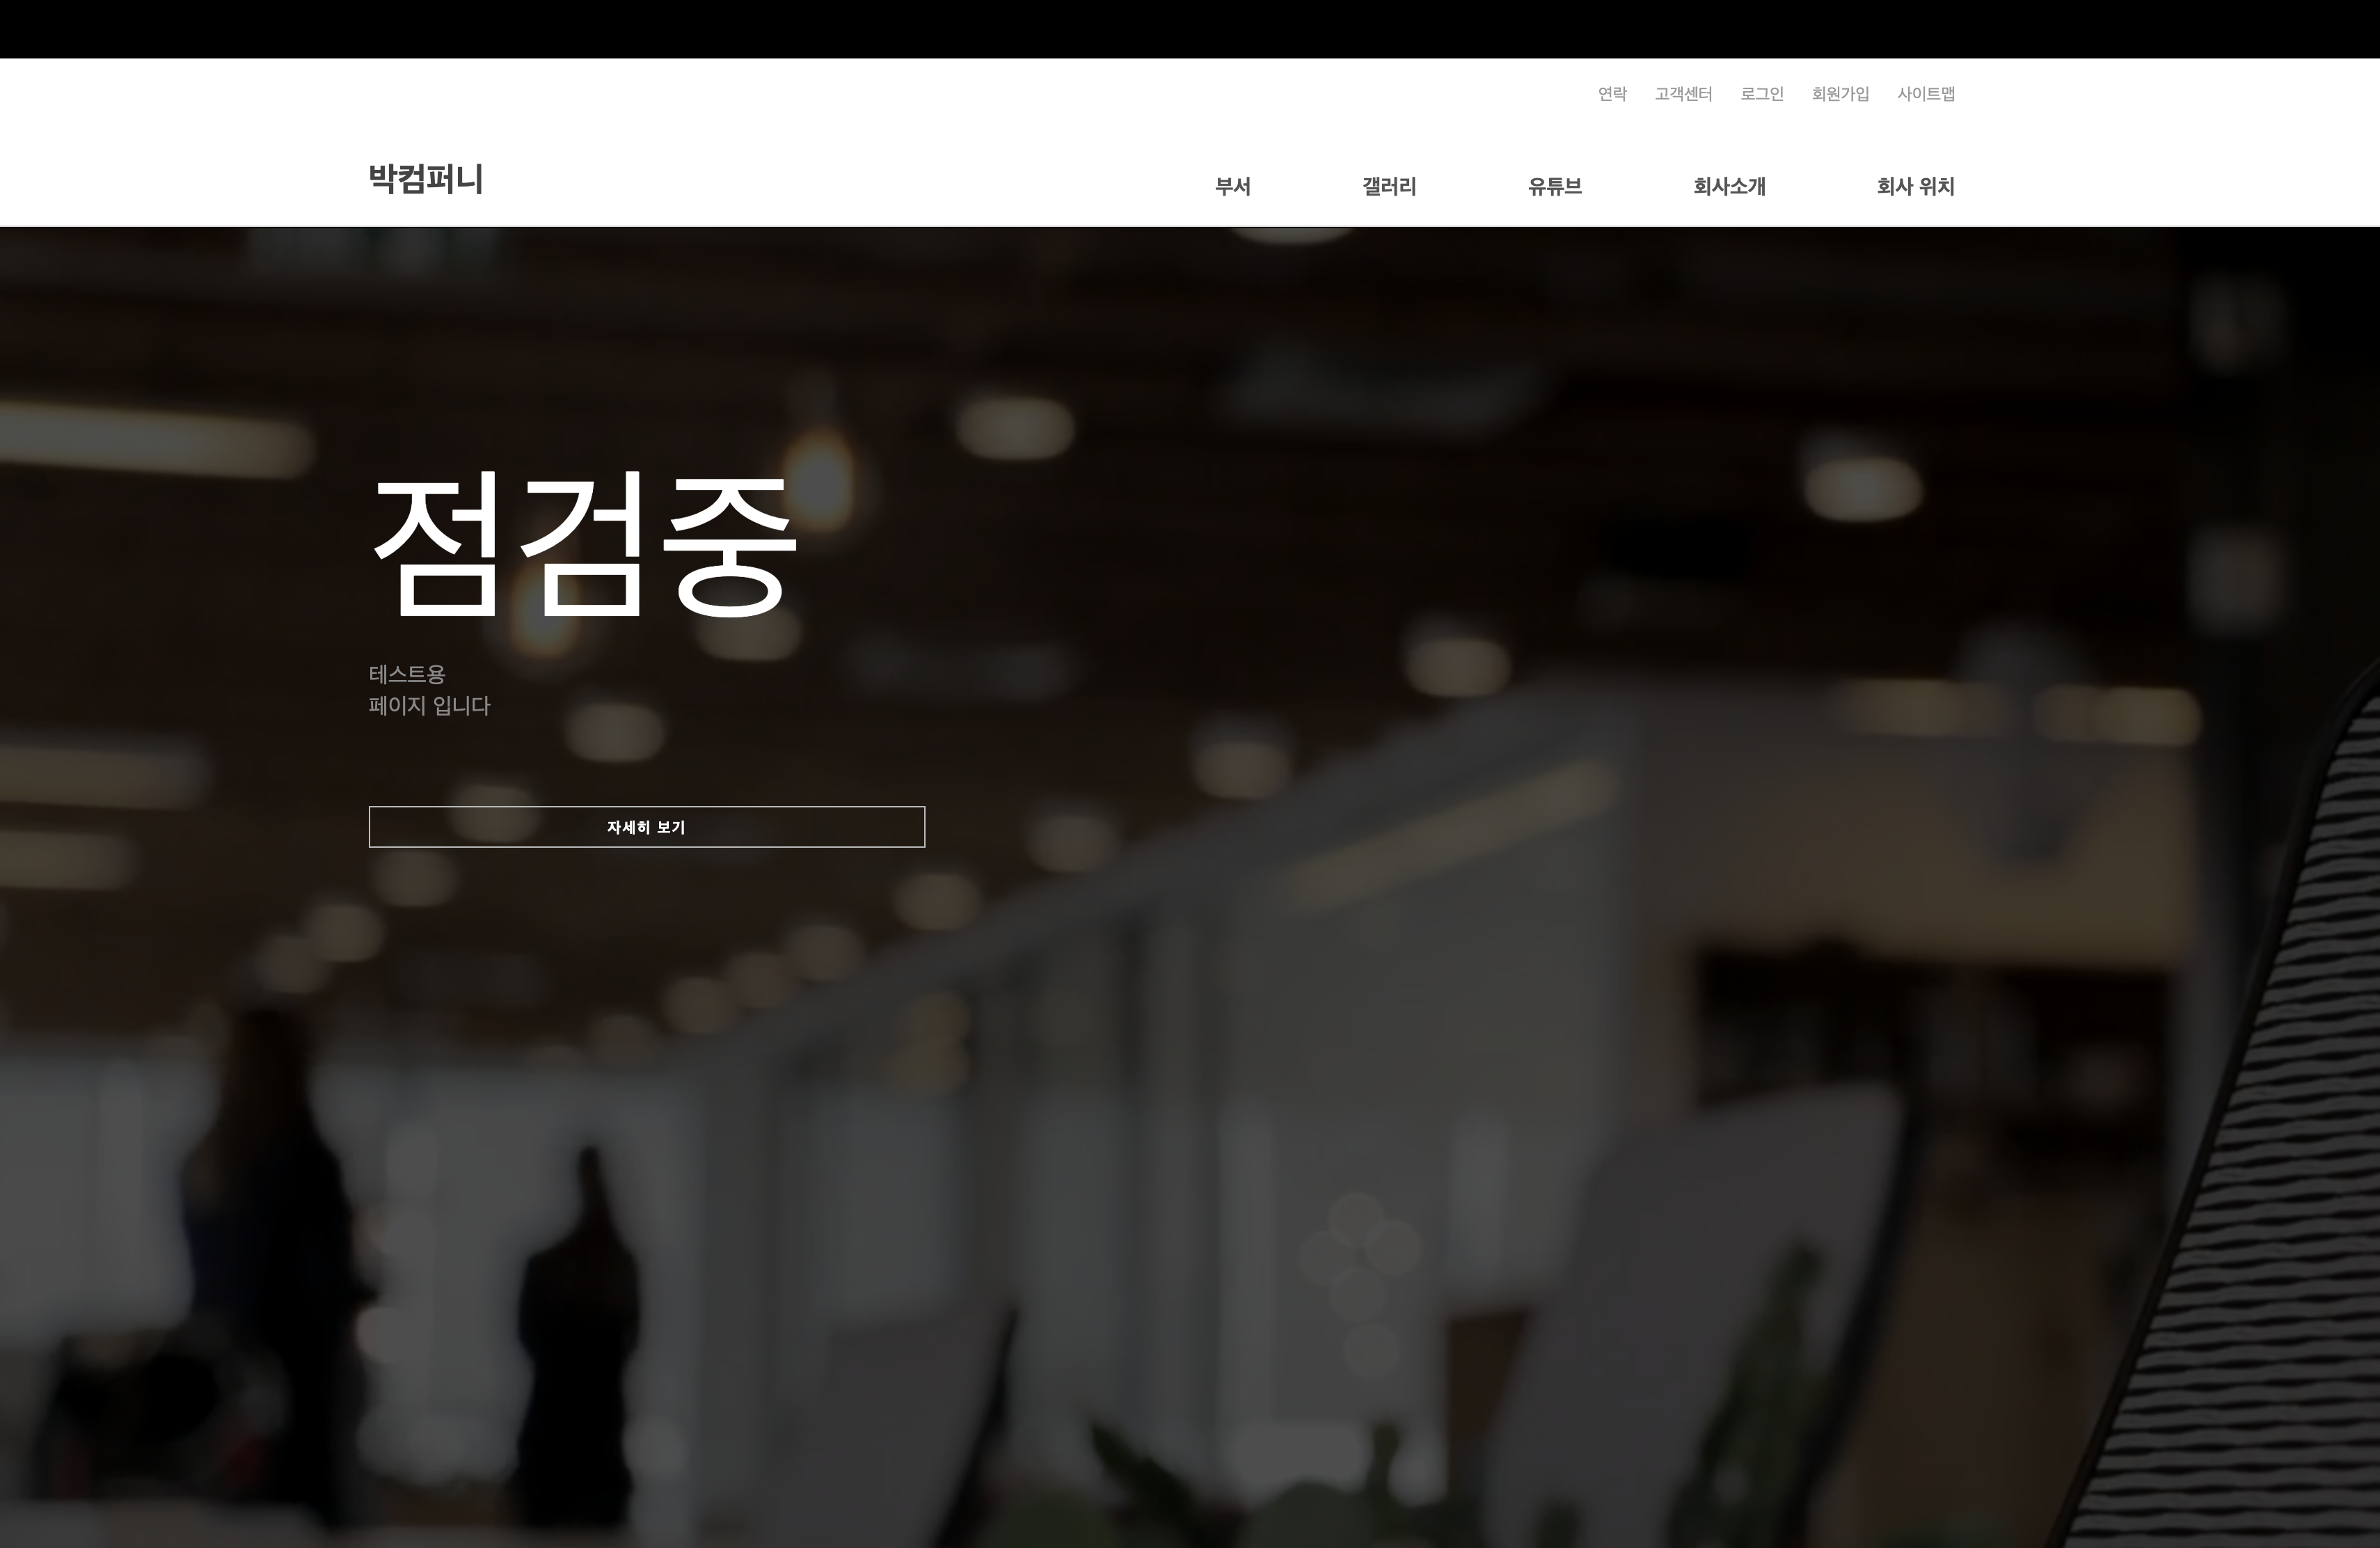 연락 고객센터 로그인 회원가입 사이트맵
박컴퍼니 부서 갤러리 유튜브 회사소개 회사 위치
점검중
테스트용
페이지 입니다
자세히 보기